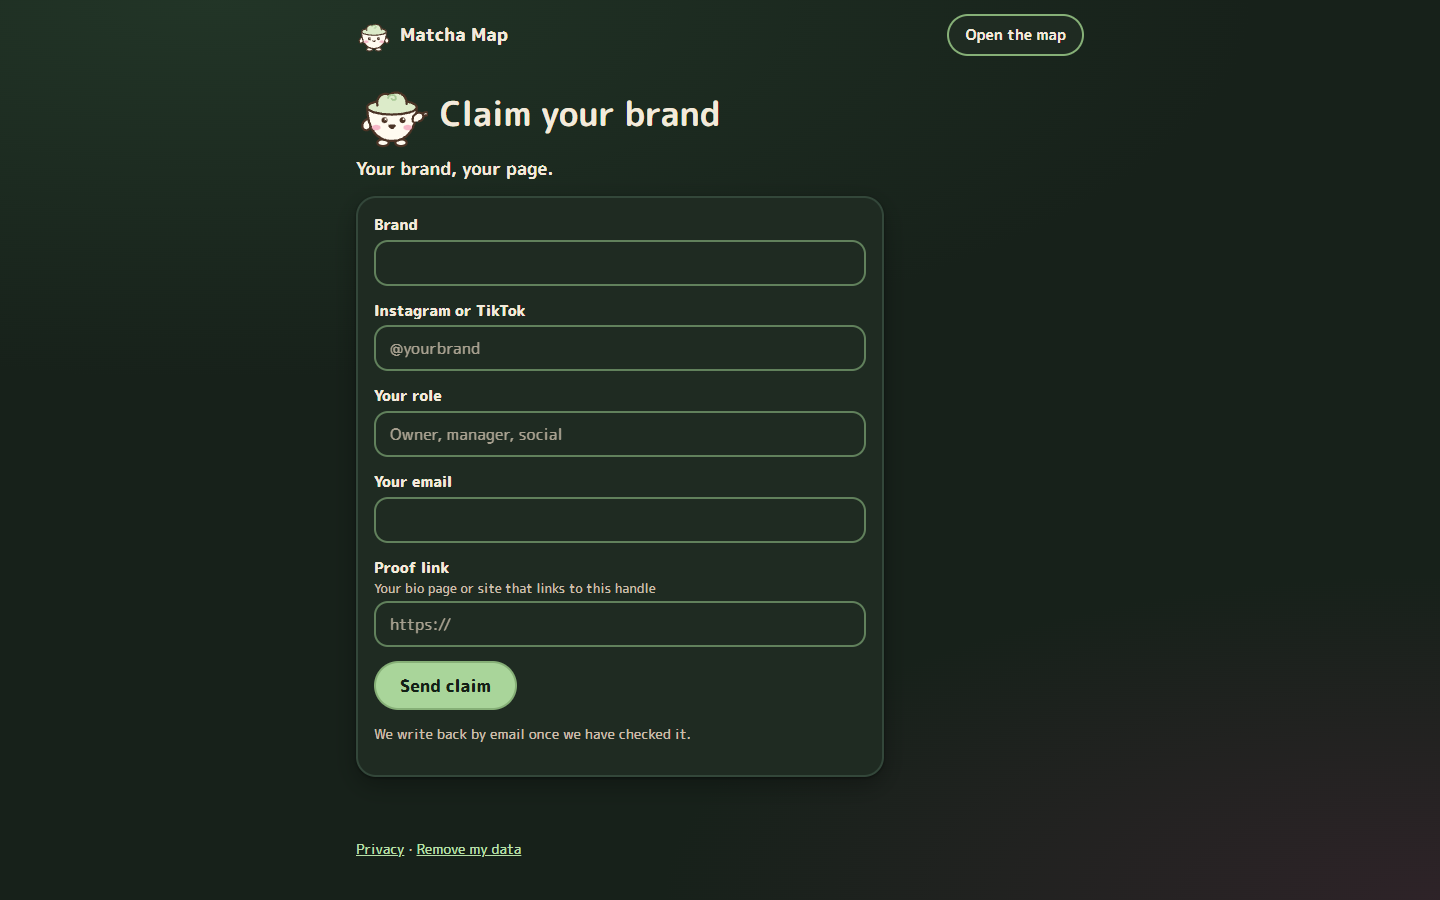 Matcha Map
Open the map
Claim your brand
Your brand, your page.
Brand
Instagram or TikTok
@yourbrand
Your role
Owner, manager, social
Your email
Proof link
Your bio page or site that links to this handle
https://
Send claim
We write back by email once we have checked it.
Privacy · Remove my data